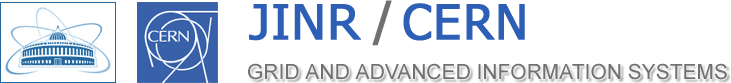 CERN
JINR / CERN
GRID AND ADVANCED INFORMATION SYSTEMS